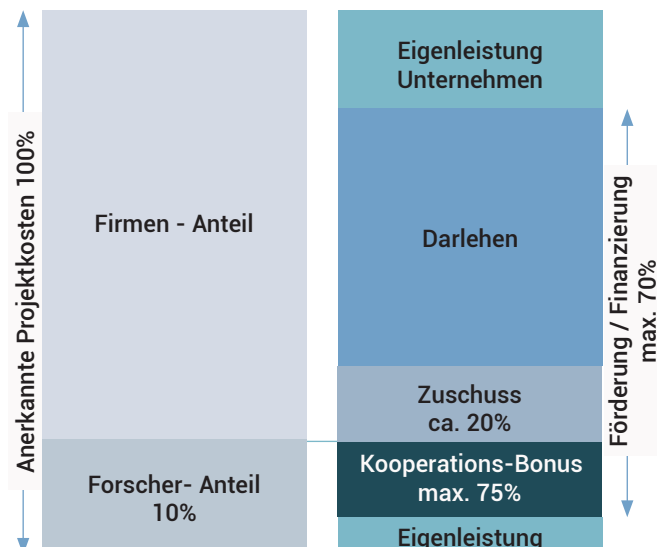 Anerkannte Projektkosten 100%
Firmen - Anteil
Forscher- Anteil
10%
Eigenleistung
Unternehmen
Darlehen
Zuschuss
ca. 20%
Kooperations-Bonus
max. 75%
Eigenleistung
Förderung / Finanzierung
max. 70%